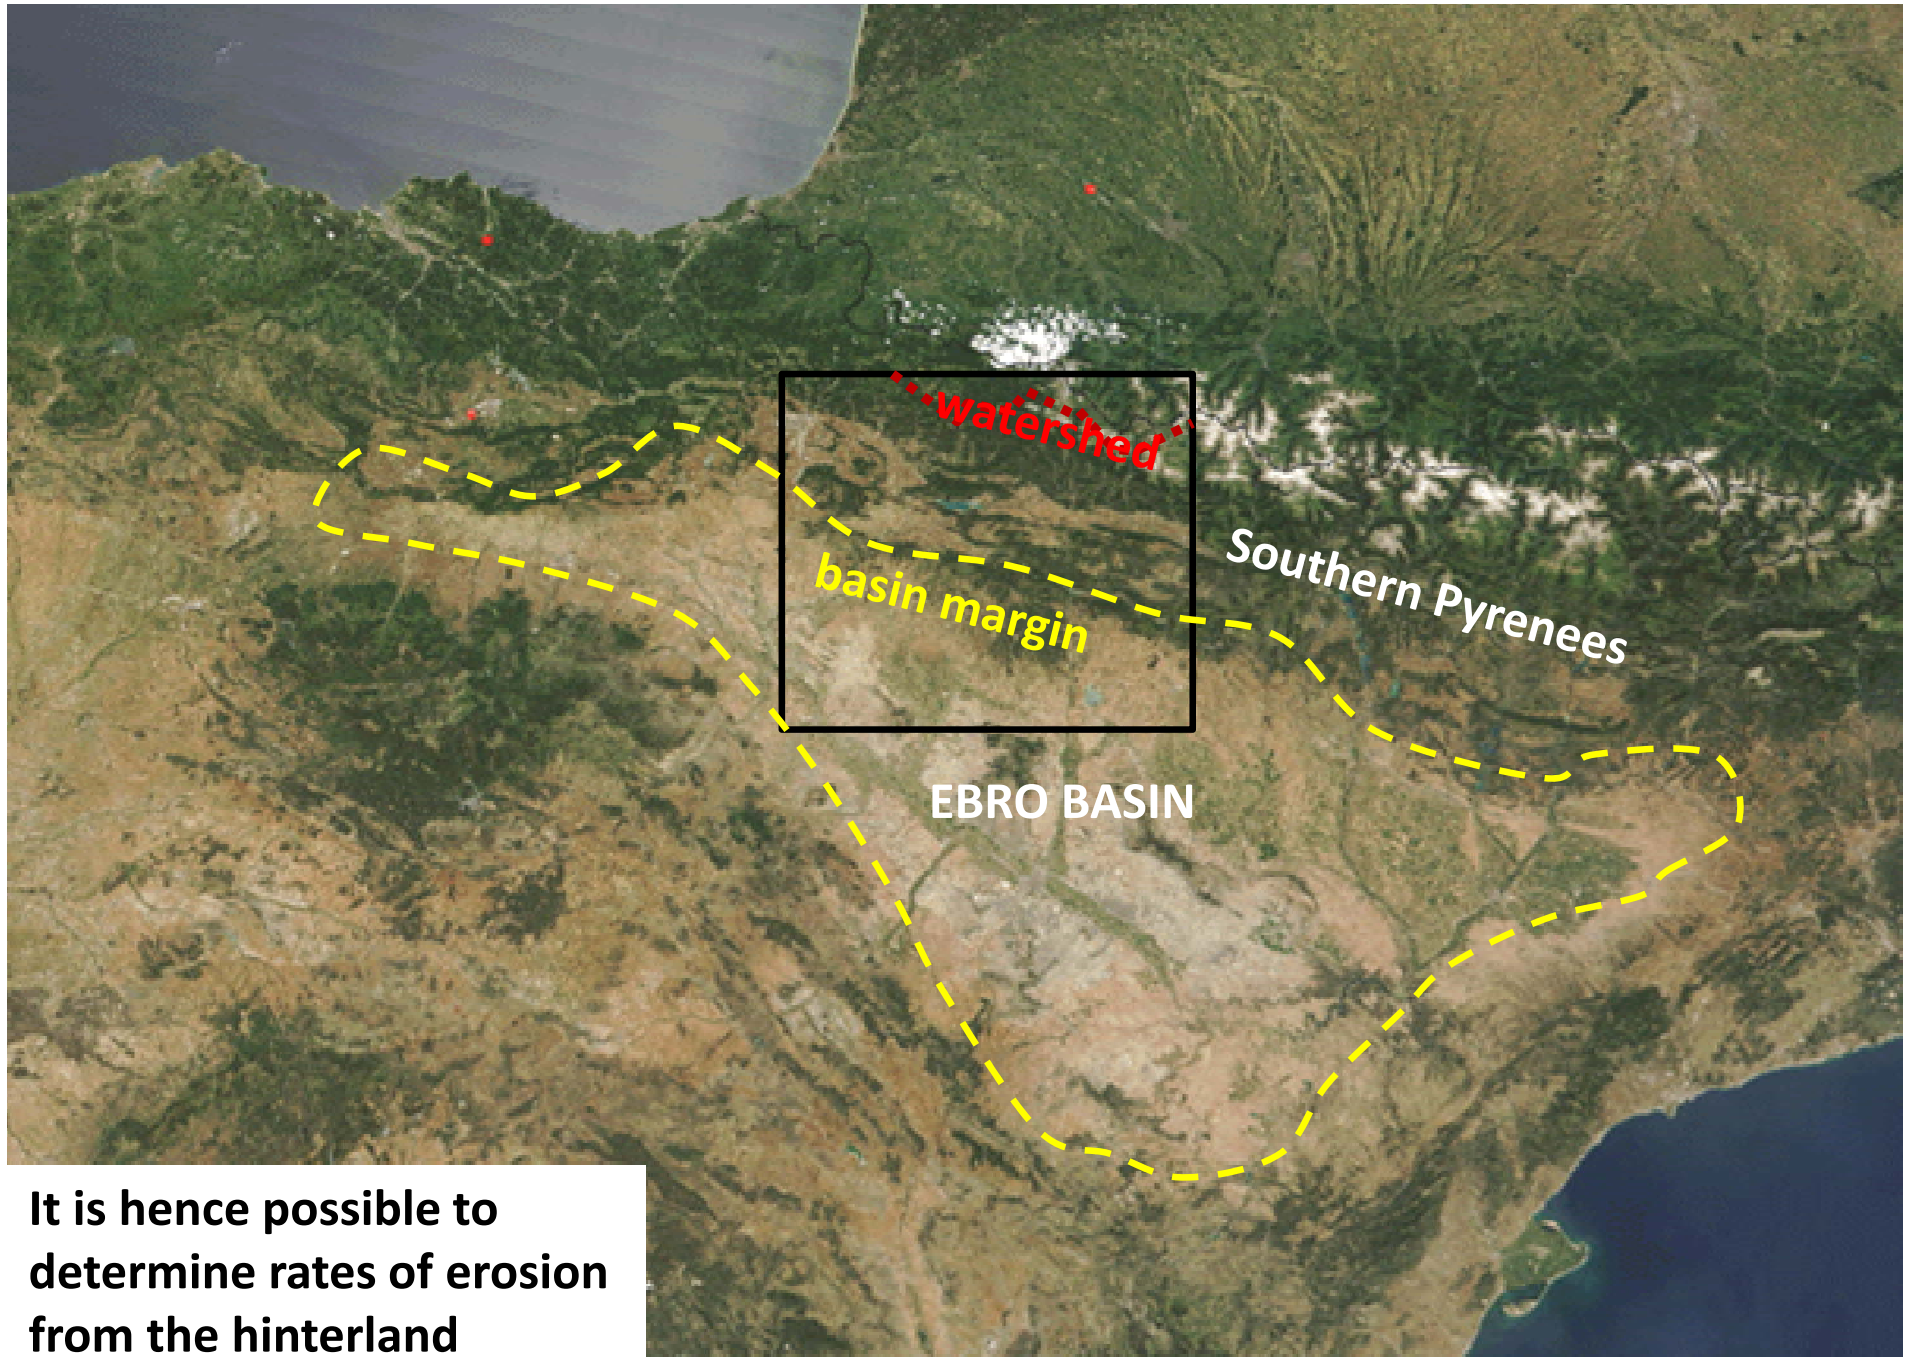 watershed
Southern Pyrenees
basin margin
EBRO BASIN
It is hence possible to
determine rates of erosion
from the hinterland